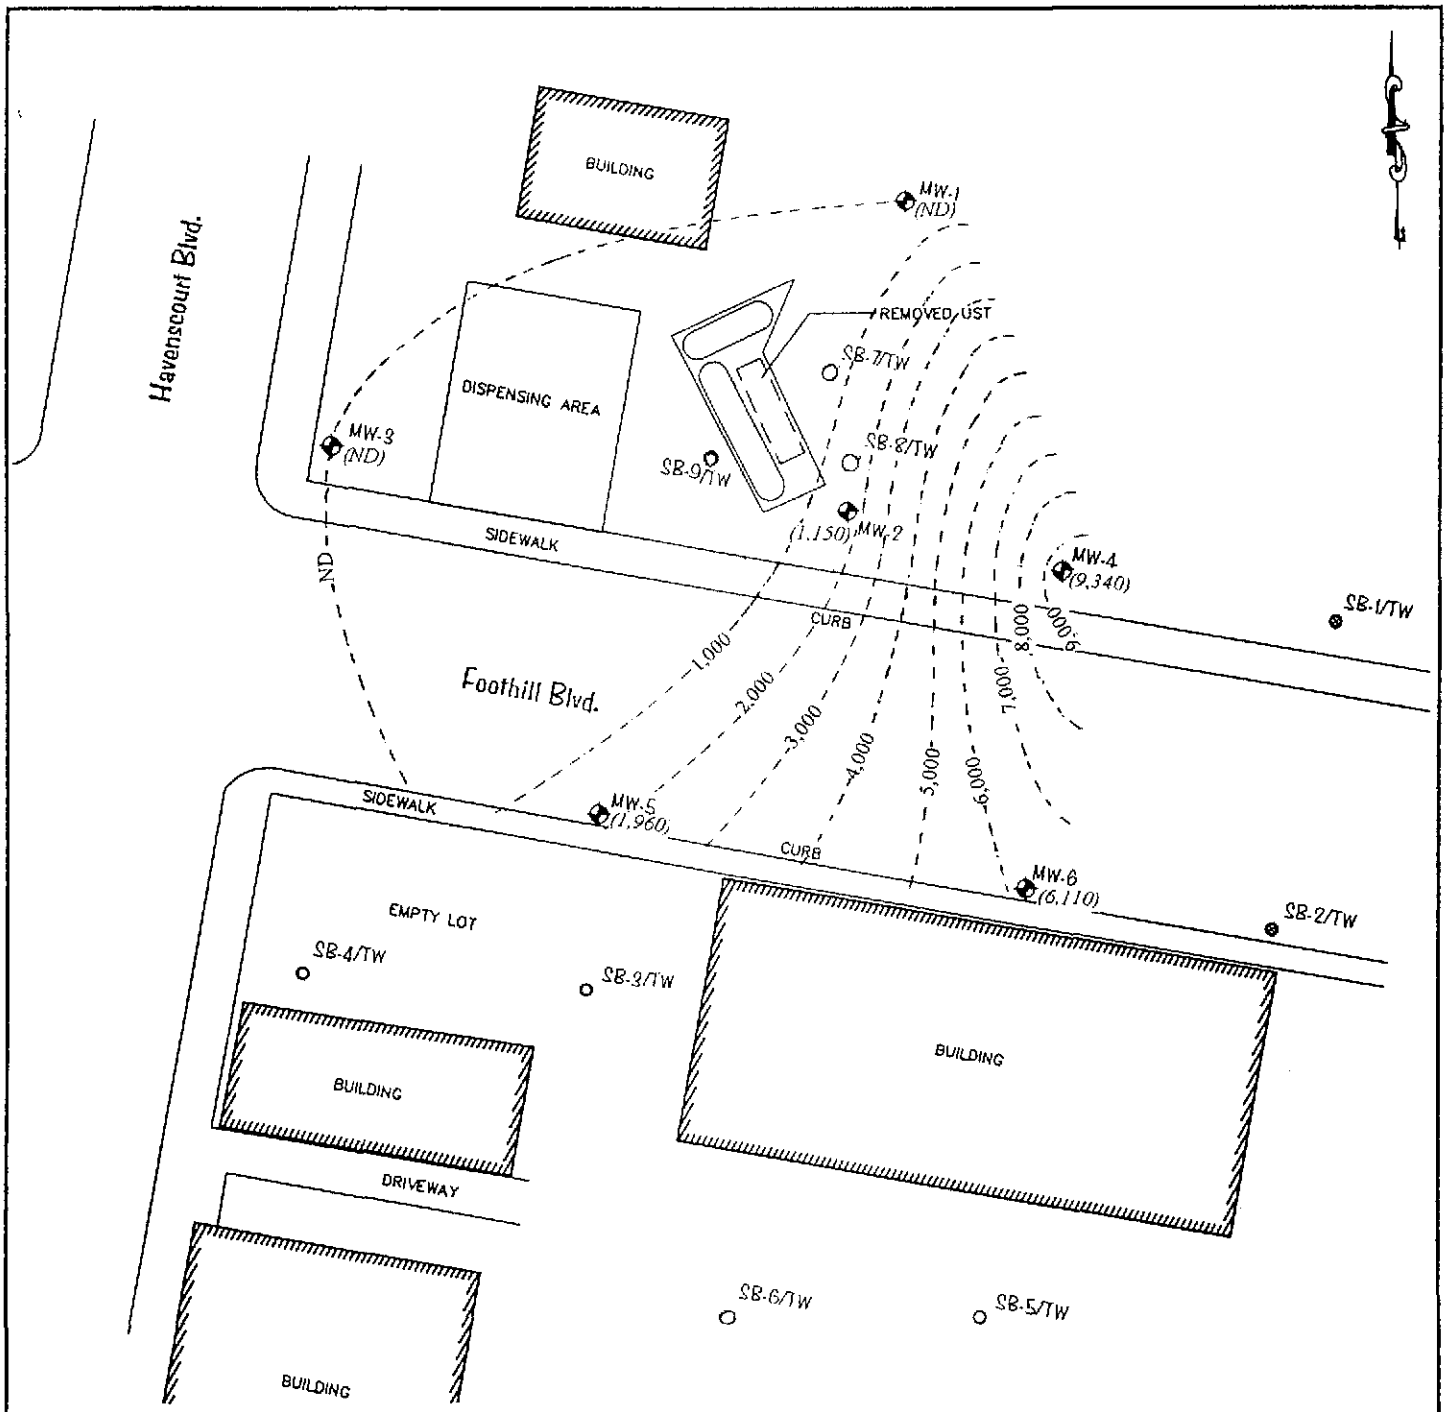 BUILDING
MW-1
(ND)
Havenscourt Blvd.
REMOVED UST
SB-7/TW
DISPENSING AREA
MW-3
(ND)
SB-8/TW
SB-9/TW
(1,150) MW-2
SIDEWALK
MW-4
(9,340)
ND
SB-1/TW
CURB
8,000
9,000
1,000
Foothill Blvd.
2,000
7,000
3,000
4,000
5,000
6,000
SIDEWALK
MW-5
(1,960)
CURB
MW-6
(6,110)
EMPTY LOT
SB-2/TW
SB-4/TW
SB-3/TW
BUILDING
BUILDING
DRIVEWAY
SB-6/TW
SB-5/TW
BUILDING